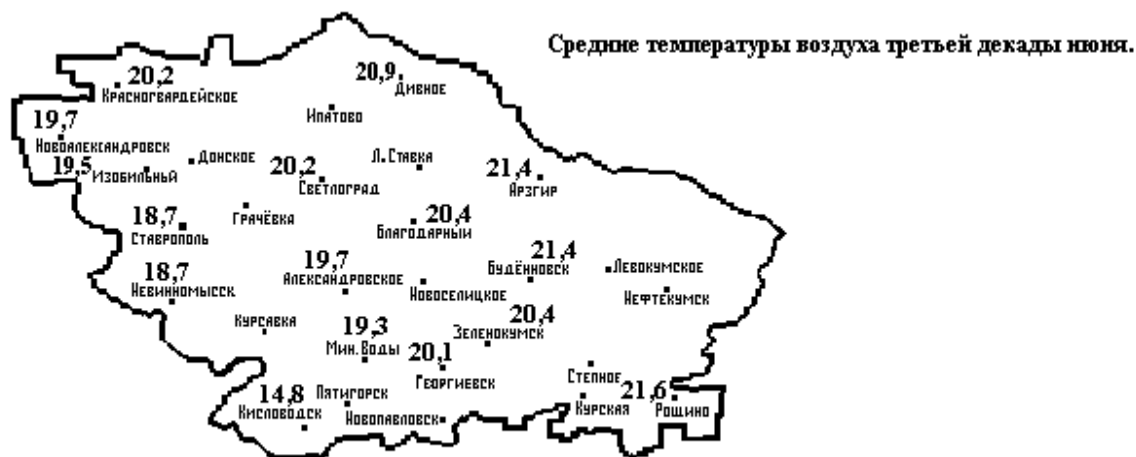 Средние температуры воздуха третьей декады июня.
20,2
Красногвардейское
20,9
Дивное
Ипатово
19,7
Новоалександровск
19,5
Изобильный
Донское
20,2
Светлоград
Л.Ставка
21,4
Арзгир
18,7
Ставрополь
Грачёвка
20,4
Благодарный
18,7
Невинномысск
19,7
Александровское
Новоселицкое
21,4
Будённовск
Левокумское
Нефтекумск
Курсавка
19,3
Мин.Воды
20,1
Георгиевск
20,4
Зеленокумск
Степное
14,8
Кисловодск
Пятигорск
Новопавловск
Курская
21,6
Рощино